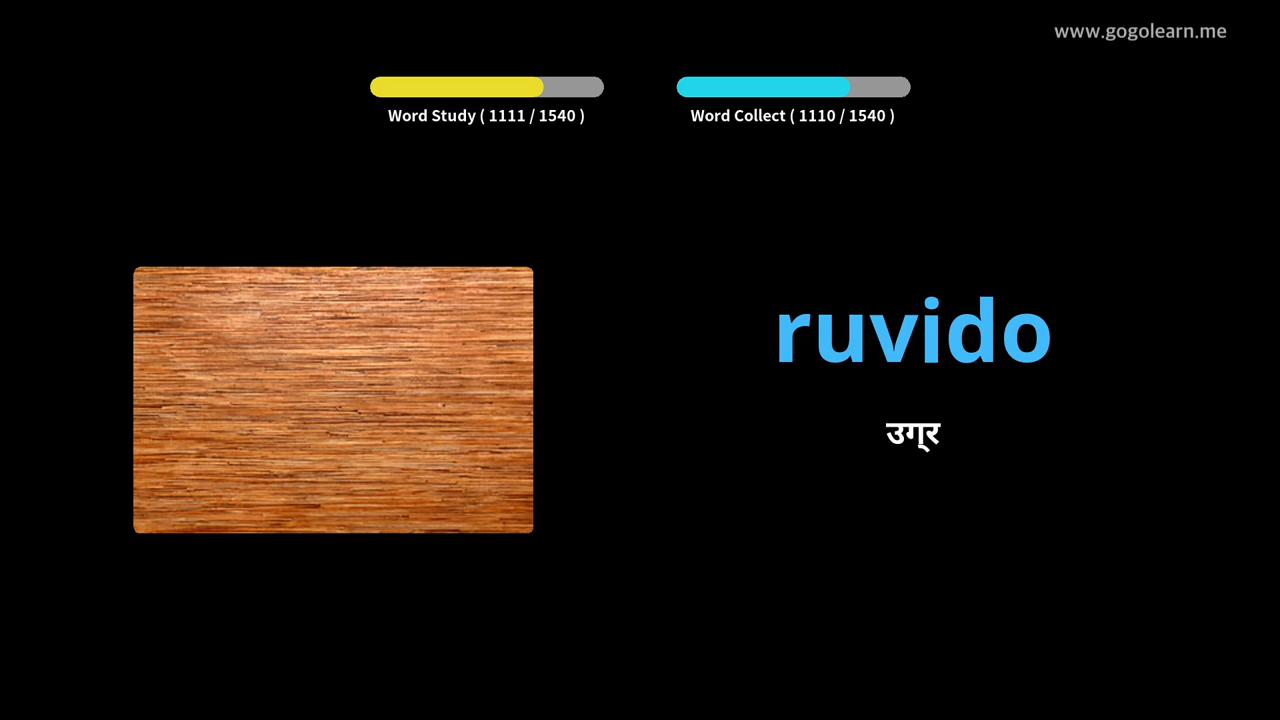 www.gogolearn.me
Word Study ( 1111 / 1540 )
Word Collect ( 1110 / 1540 )
ruvido
उग्र